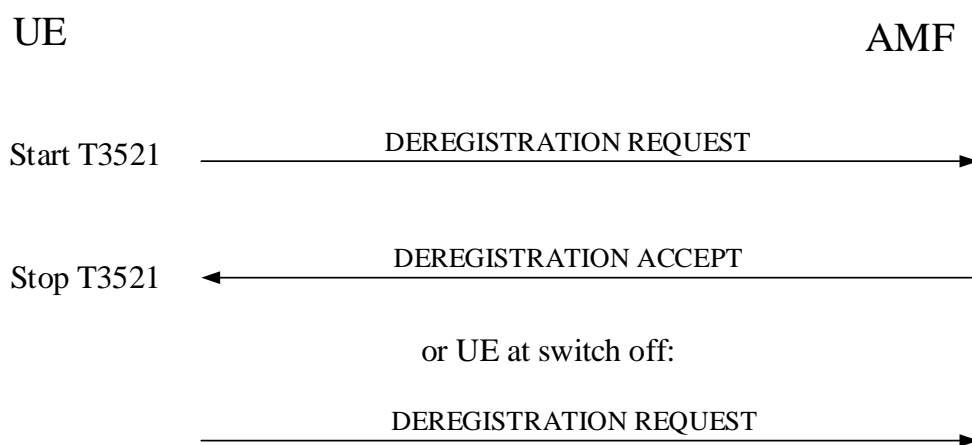 UE
AMF
Start T3521
DEREGISTRATION REQUEST
Stop T3521
DEREGISTRATION ACCEPT
or UE at switch off:
DEREGISTRATION REQUEST